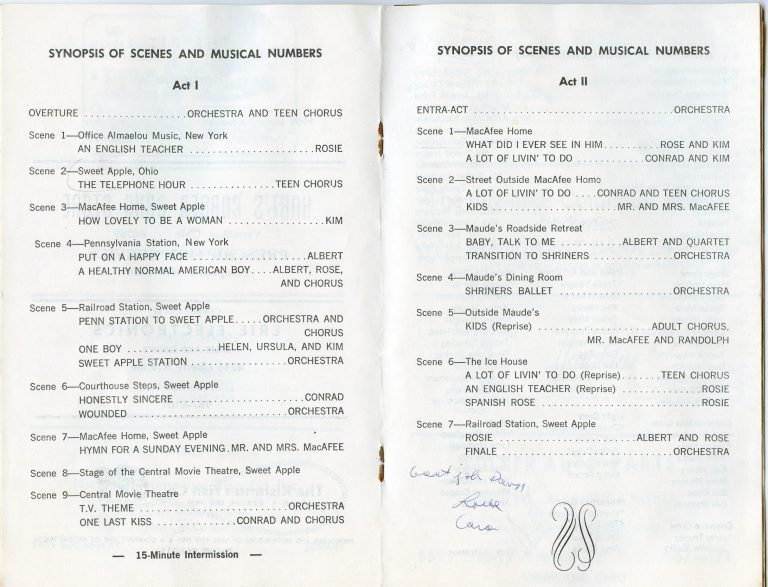 SYNOPSIS OF SCENES AND MUSICAL NUMBERS
Act I
OVERTURE ..................ORCHESTRA AND TEEN CHORUS
Scene 1—Office Almaelou Music, New York
AN ENGLISH TEACHER ......................ROSIE
Scene 2—Sweet Apple, Ohio
THE TELEPHONE HOUR ................TEEN CHORUS
Scene 3—MacAfee Home, Sweet Apple
HOW LOVELY TO BE A WOMAN ..................KIM
Scene 4—Pennsylvania Station, New York
PUT ON A HAPPY FACE ....................ALBERT
A HEALTHY NORMAL AMERICAN BOY....ALBERT, ROSE,
AND CHORUS
Scene 5—Railroad Station, Sweet Apple
PENN STATION TO SWEET APPLE.....ORCHESTRA AND
CHORUS
ONE BOY ...............HELEN, URSULA, AND KIM
SWEET APPLE STATION ..................ORCHESTRA
Scene 6—Courthouse Steps, Sweet Apple
HONESTLY SINCERE .......................CONRAD
WOUNDED ............................ORCHESTRA
Scene 7—MacAfee Home, Sweet Apple
HYMN FOR A SUNDAY EVENING.MR. AND MRS. MacAFEE
Scene 8—Stage of the Central Movie Theatre, Sweet Apple
Scene 9—Central Movie Theatre
T.V. THEME ..........................ORCHESTRA
ONE LAST KISS ..............CONRAD AND CHORUS
— 15-Minute Intermission —
SYNOPSIS OF SCENES AND MUSICAL NUMBERS
Act II
ENTRA-ACT ...................................ORCHESTRA
Scene 1—MacAfee Home
WHAT DID I EVER SEE IN HIM..........ROSE AND KIM
A LOT OF LIVIN' TO DO .............CONRAD AND KIM
Scene 2—Street Outside MacAfee Home
A LOT OF LIVIN' TO DO ....CONRAD AND TEEN CHORUS
KIDS ..................MR. AND MRS. MacAFEE
Scene 3—Maude's Roadside Retreat
BABY, TALK TO ME ...........ALBERT AND QUARTET
TRANSITION TO SHRINERS ...............ORCHESTRA
Scene 4—Maude's Dining Room
SHRINERS BALLET ......................ORCHESTRA
Scene 5—Outside Maude's
KIDS (Reprise) ....................ADULT CHORUS,
MR. MacAFEE AND RANDOLPH
Scene 6—The Ice House
A LOT OF LIVIN' TO DO (Reprise).......TEEN CHORUS
AN ENGLISH TEACHER (Reprise) ...............ROSIE
SPANISH ROSE ..............................ROSIE
Scene 7—Railroad Station, Sweet Apple
ROSIE .........................ALBERT AND ROSE
FINALE ..............................ORCHESTRA
job